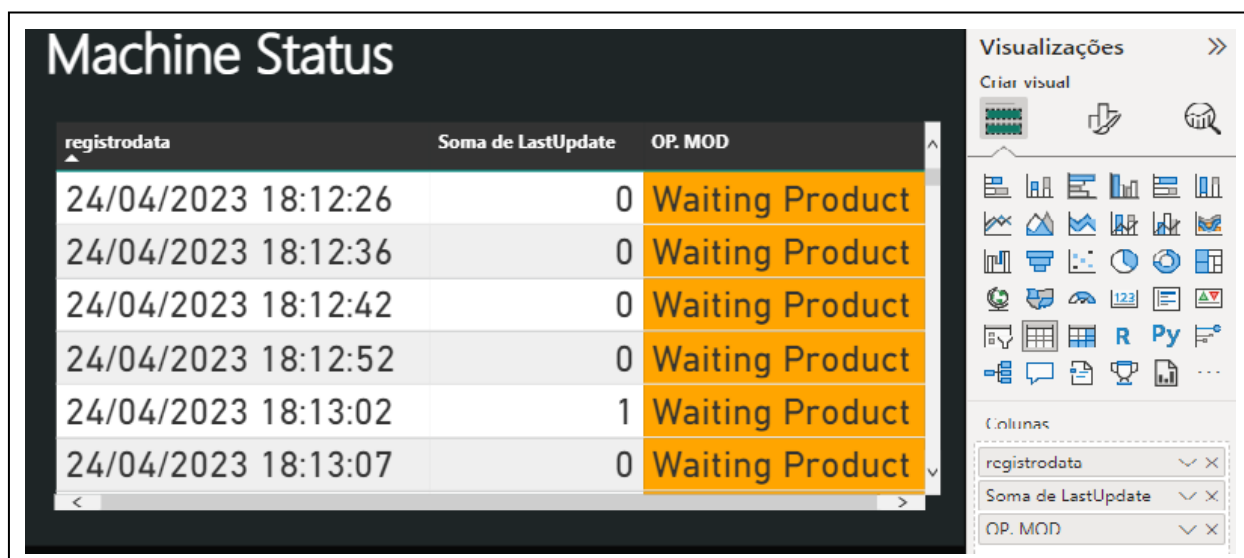 Machine Status
registrodata Soma de LastUpdate OP. MOD
24/04/2023 18:12:26 0 Waiting Product
24/04/2023 18:12:36 0 Waiting Product
24/04/2023 18:12:42 0 Waiting Product
24/04/2023 18:12:52 0 Waiting Product
24/04/2023 18:13:02 1 Waiting Product
24/04/2023 18:13:07 0 Waiting Product
Visualizações
Criar visual
123
R Py
Colunas
registrodata
Soma de LastUpdate
OP. MOD